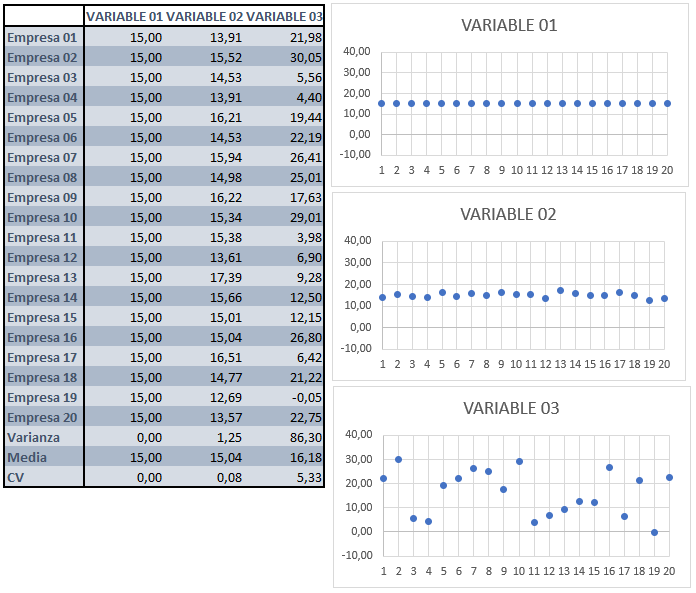 VARIABLE 01 VARIABLE 02 VARIABLE 03
Empresa 01 15,00 13,91 21,98
Empresa 02 15,00 15,52 30,05
Empresa 03 15,00 14,53 5,56
Empresa 04 15,00 13,91 4,40
Empresa 05 15,00 16,21 19,44
Empresa 06 15,00 14,53 22,19
Empresa 07 15,00 15,94 26,41
Empresa 08 15,00 14,98 25,01
Empresa 09 15,00 16,22 17,63
Empresa 10 15,00 15,34 29,01
Empresa 11 15,00 15,38 3,98
Empresa 12 15,00 13,61 6,90
Empresa 13 15,00 17,39 9,28
Empresa 14 15,00 15,66 12,50
Empresa 15 15,00 15,01 12,15
Empresa 16 15,00 15,04 26,80
Empresa 17 15,00 16,51 6,42
Empresa 18 15,00 14,77 21,22
Empresa 19 15,00 12,69 -0,05
Empresa 20 15,00 13,57 22,75
Varianza 0,00 1,25 86,30
Media 15,00 15,04 16,18
CV 0,00 0,08 5,33
VARIABLE 01
40,00
30,00
20,00
10,00
0,00
-10,00
1 2 3 4 5 6 7 8 9 10 11 12 13 14 15 16 17 18 19 20
VARIABLE 02
40,00
30,00
20,00
10,00
0,00
-10,00
1 2 3 4 5 6 7 8 9 10 11 12 13 14 15 16 17 18 19 20
VARIABLE 03
40,00
30,00
20,00
10,00
0,00
-10,00
1 2 3 4 5 6 7 8 9 10 11 12 13 14 15 16 17 18 19 20